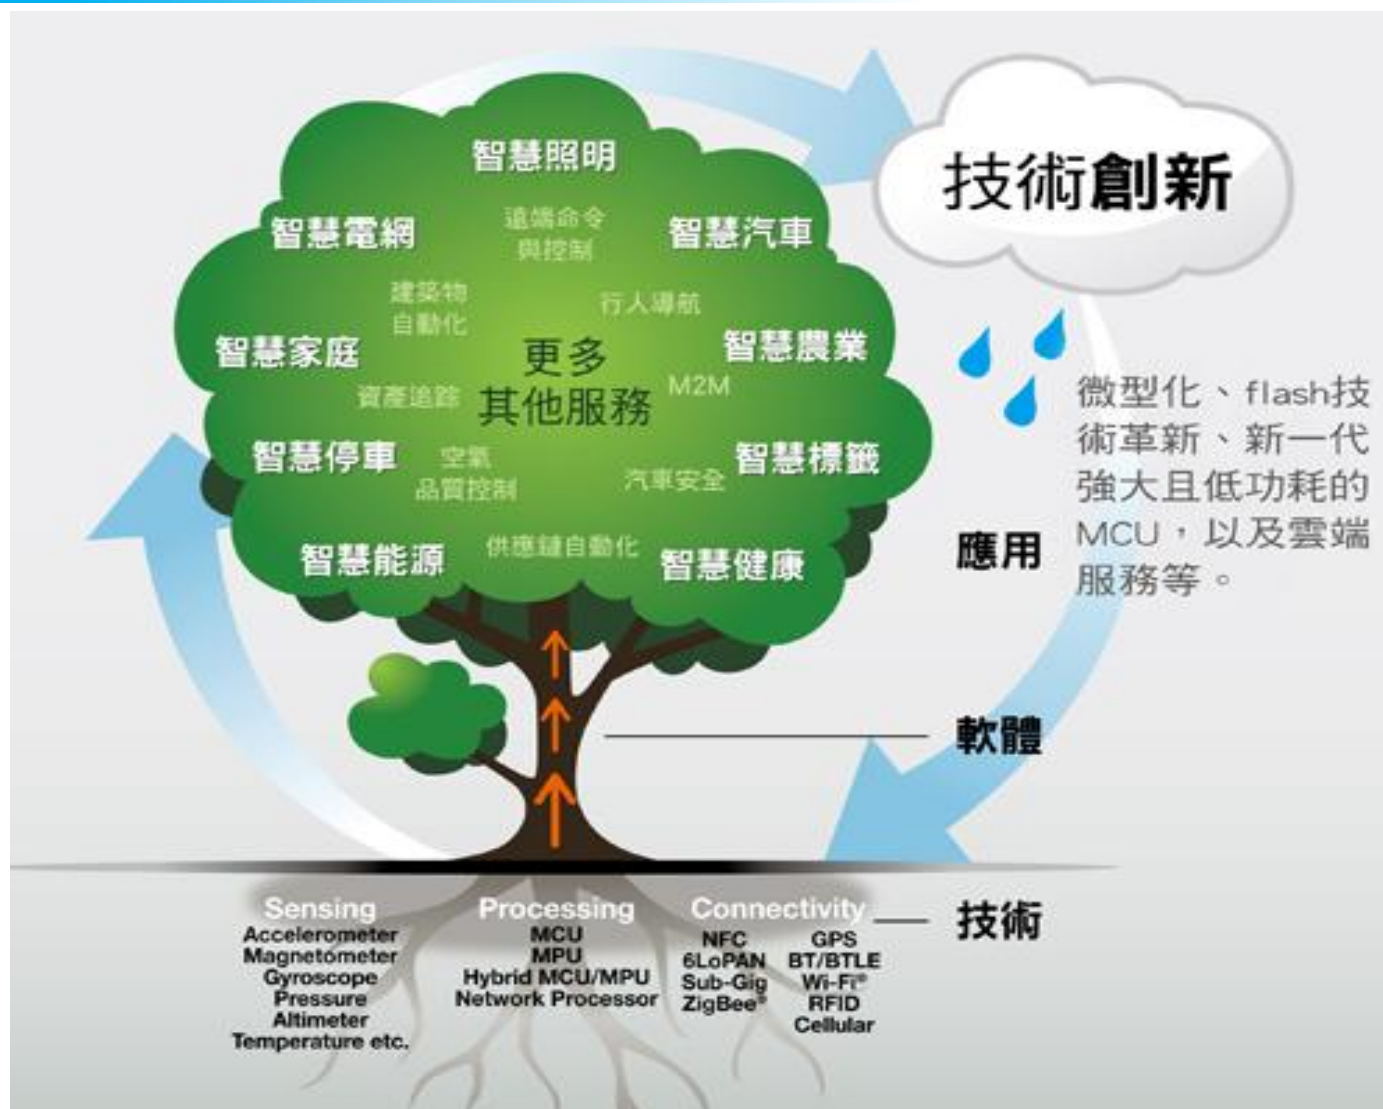 智慧照明
技術創新
智慧電網
遠端命令
與控制
智慧汽車
建築物
自動化
行人導航
智慧家庭
更多
其他服務
智慧農業
資產追踪
M2M
智慧停車
空氣
品質控制
汽車安全
智慧標籤
智慧能源
供應鏈自動化
智慧健康
微型化、flash技
術革新、新一代
強大且低功耗的
MCU，以及雲端
服務等。
應用
軟體
技術
Sensing
Accelerometer
Magnetometer
Gyroscope
Pressure
Altimeter
Temperature etc.
Processing
MCU
MPU
Hybrid MCU/MPU
Network Processor
Connectivity
NFC
6LoPAN
Sub-Gig
ZigBee®
GPS
BT/BTLE
Wi-Fi®
RFID
Cellular